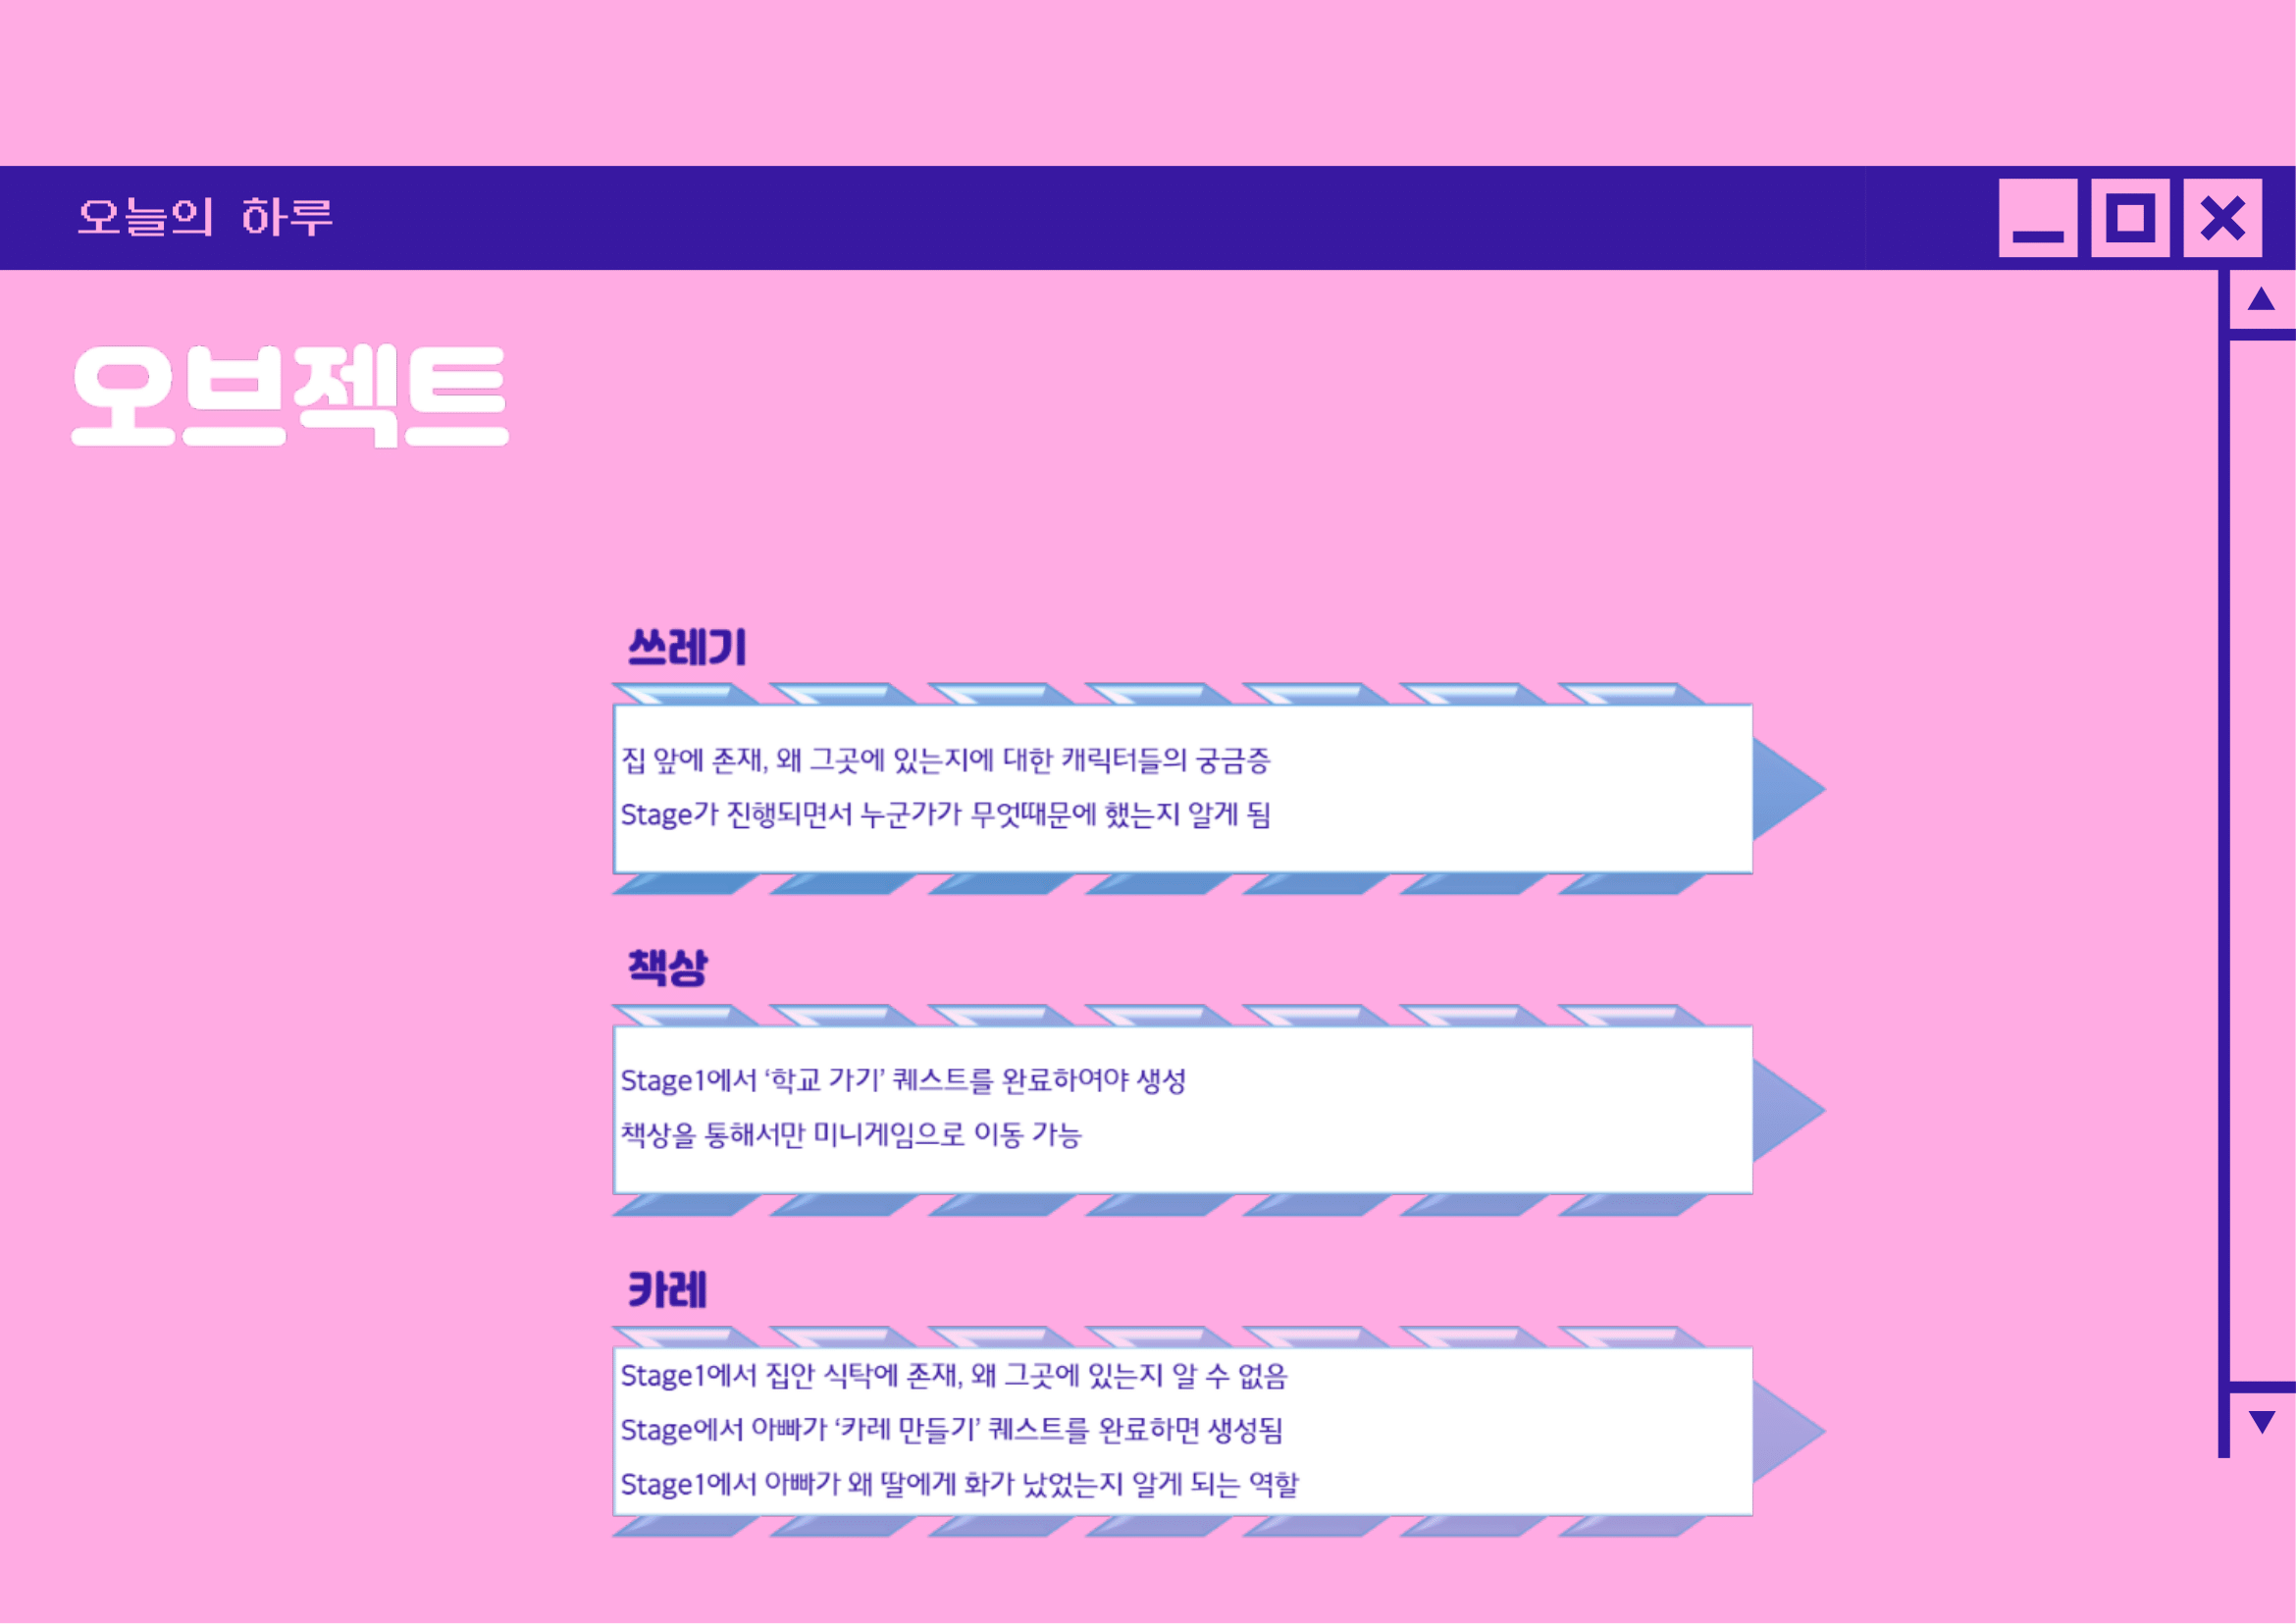 오늘의 하루
오브젝트
쓰레기
집 앞에 존재, 왜 그곳에 있는지에 대한 캐릭터들의 궁금증
Stage가 진행되면서 누군가가 무엇때문에 했는지 알게 됨
책상
Stage1에서 ‘학교 가기’ 퀘스트를 완료하여야 생성
책상을 통해서만 미니게임으로 이동 가능
카레
Stage1에서 집안 식탁에 존재, 왜 그곳에 있는지 알 수 없음
Stage에서 아빠가 ‘카레 만들기’ 퀘스트를 완료하면 생성됨
Stage1에서 아빠가 왜 딸에게 화가 났었는지 알게 되는 역할